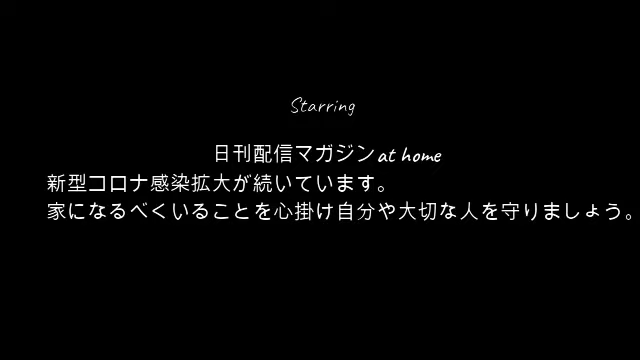 Starring
日刊配信マガジンat home
新型コロナ感染拡大が続いています。
家になるべくいることを心掛け自分や大切な人を守りましょう。